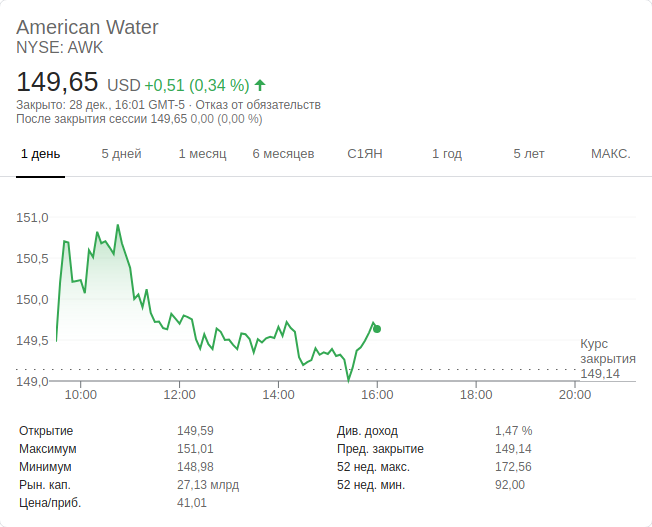 American Water
NYSE: AWK
149,65 USD +0,51 (0,34 %)
Закрыто: 28 дек., 16:01 GMT-5 · Отказ от обязательств
После закрытия сессии 149,65 0,00 (0,00 %)
1 день 5 дней 1 месяц 6 месяцев С1ЯН 1 год 5 лет МАКС.
151,0
150,5
150,0
149,5
149,0
Курс
закрытия
149,14
10:00 12:00 14:00 16:00 18:00 20:00
Открытие 149,59 Див. доход 1,47 %
Максимум 151,01 Пред. закрытие 149,14
Минимум 148,98 52 нед. макс. 172,56
Рын. кап. 27,13 млрд 52 нед. мин. 92,00
Цена/приб. 41,01